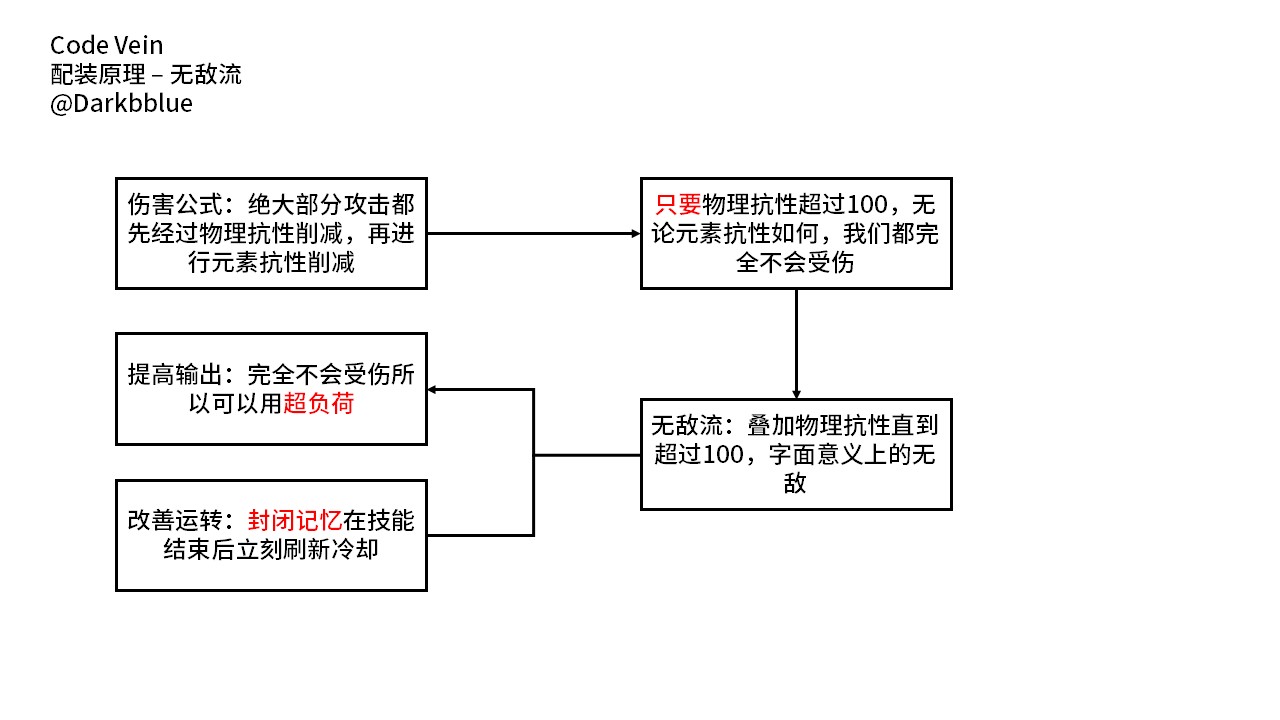 Code Vein
配装原理 – 无敌流
@Darkbblue
伤害公式：绝大部分攻击都
先经过物理抗性削减，再进
行元素抗性削减
只要物理抗性超过100，无
论元素抗性如何，我们都完
全不会受伤
提高输出：完全不会受伤所
以可以用超负荷
无敌流：叠加物理抗性直到
超过100，字面意义上的无
敌
改善运转：封闭记忆在技能
结束后立刻刷新冷却